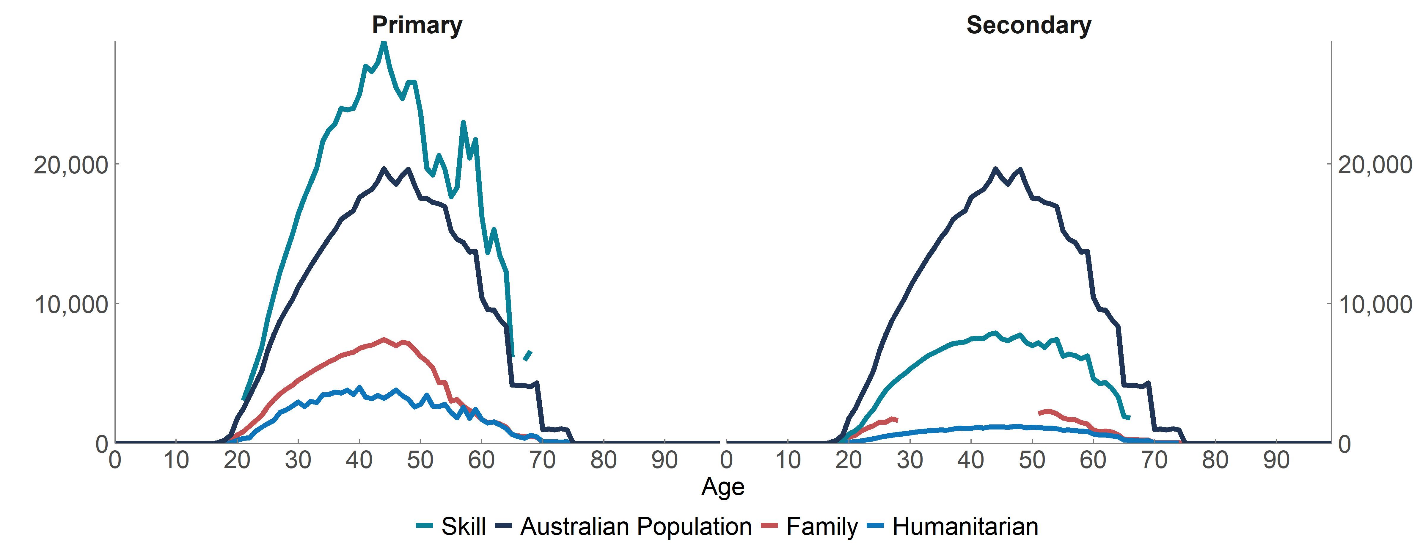 Primary Secondary
20,000 20,000
10,000 10,000
0 0
0 10 20 30 40 50 60 70 80 90 0 10 20 30 40 50 60 70 80 90
Age
Skill Australian Population Family Humanitarian